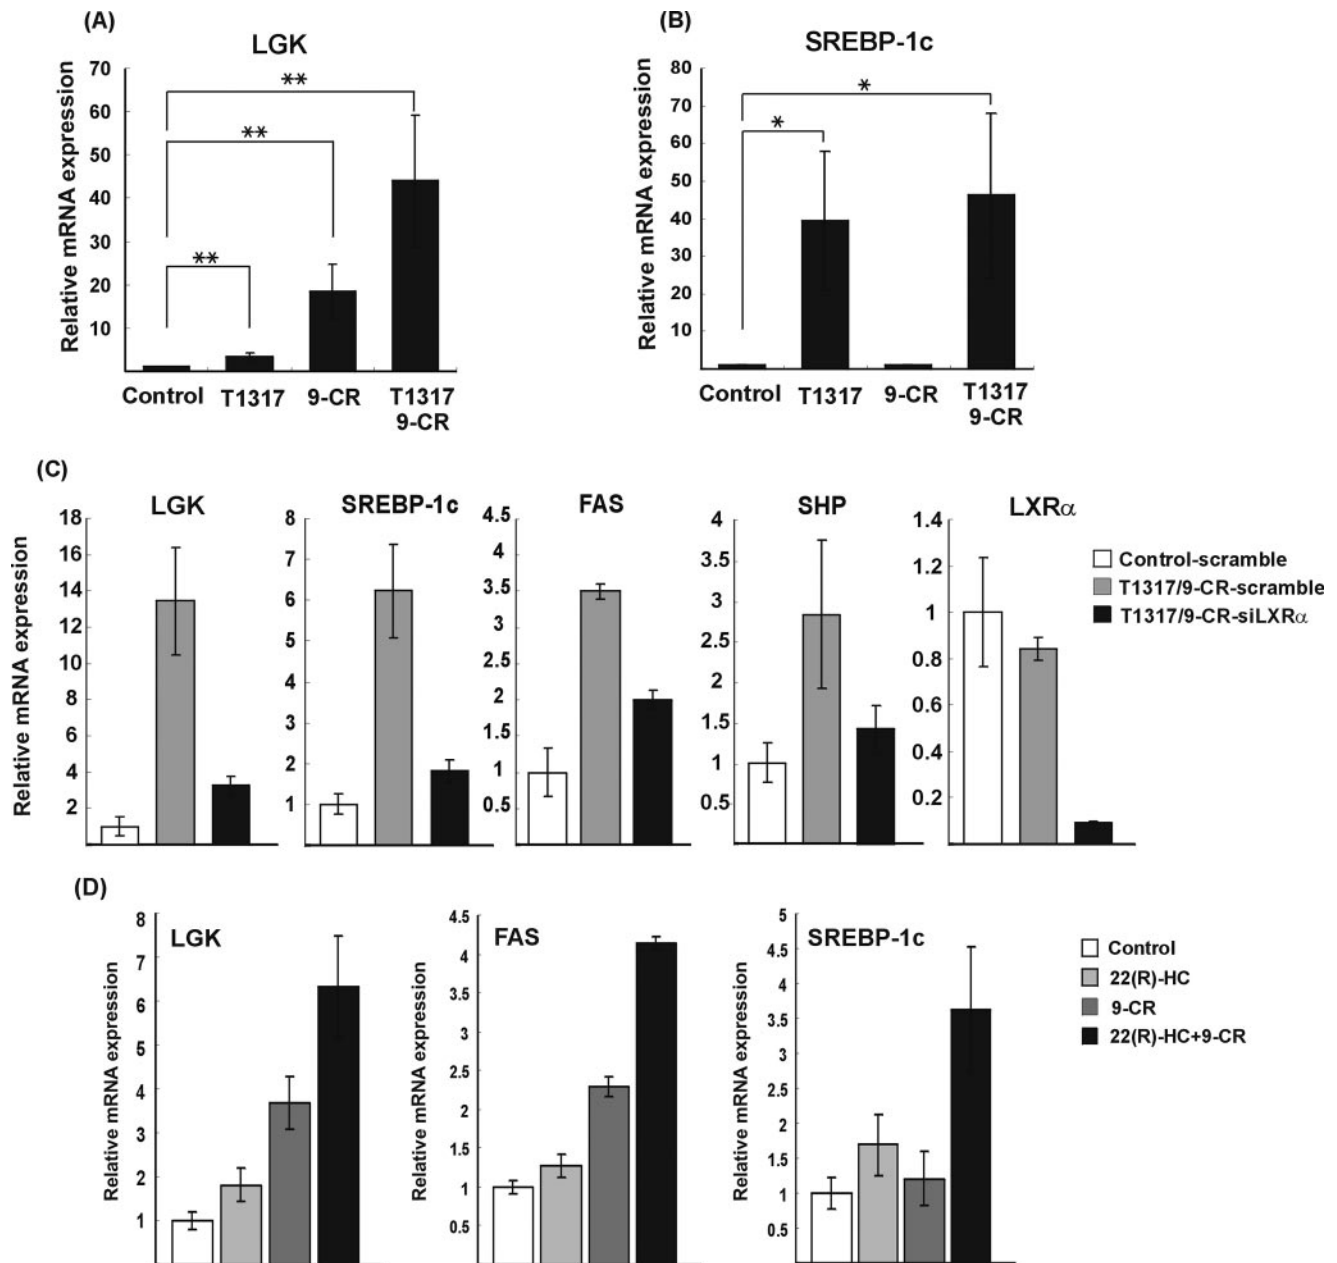 (A)
LGK
Relative mRNA expression
70
60
50
40
30
20
10
**
**
**
Control
T1317
9-CR
T1317
9-CR
(B)
SREBP-1c
Relative mRNA expression
80
70
60
50
40
30
20
10
*
*
Control
T1317
9-CR
T1317
9-CR
(C)
Relative mRNA expression
LGK
18
16
14
12
10
8
6
4
2
SREBP-1c
8
7
6
5
4
3
2
1
FAS
4.5
4
3.5
3
2.5
2
1.5
1
0.5
SHP
4
3.5
3
2.5
2
1.5
1
0.5
LXRα
1.4
1.2
1
0.8
0.6
0.4
0.2
Control-scramble
T1317/9-CR-scramble
T1317/9-CR-siLXRα
(D)
LGK
Relative mRNA expression
8
7
6
5
4
3
2
1
FAS
Relative mRNA expression
4.5
4
3.5
3
2.5
2
1.5
1
0.5
SREBP-1c
Relative mRNA expression
5
4.5
4
3.5
3
2.5
2
1.5
1
0.5
Control
22(R)-HC
9-CR
22(R)-HC+9-CR